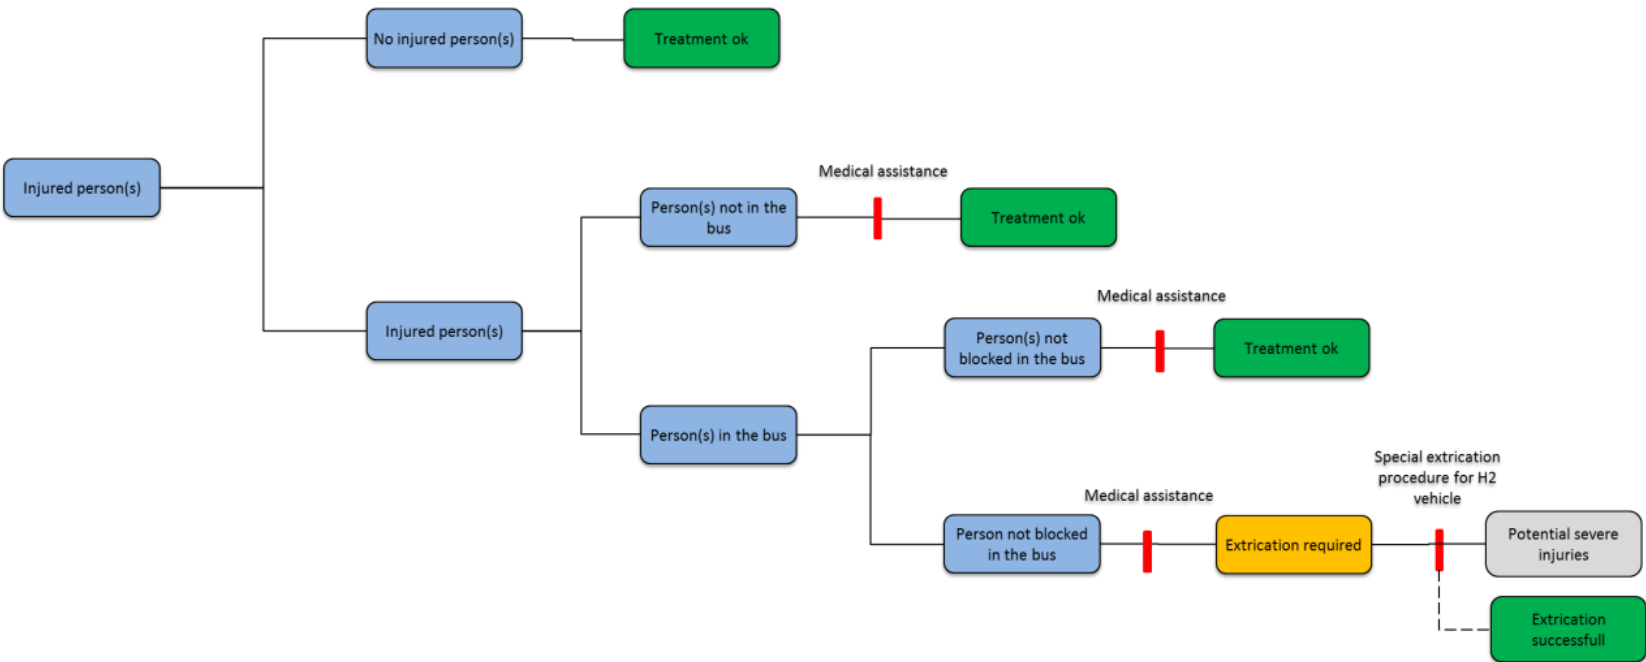 No injured person(s)
Treatment ok
Injured person(s)
Medical assistance
Person(s) not in the
bus
Treatment ok
Injured person(s)
Medical assistance
Person(s) not
blocked in the bus
Treatment ok
Person(s) in the bus
Special extrication
procedure for H2
vehicle
Medical assistance
Person not blocked
in the bus
Extrication required
Potential severe
injuries
Extrication
successfull